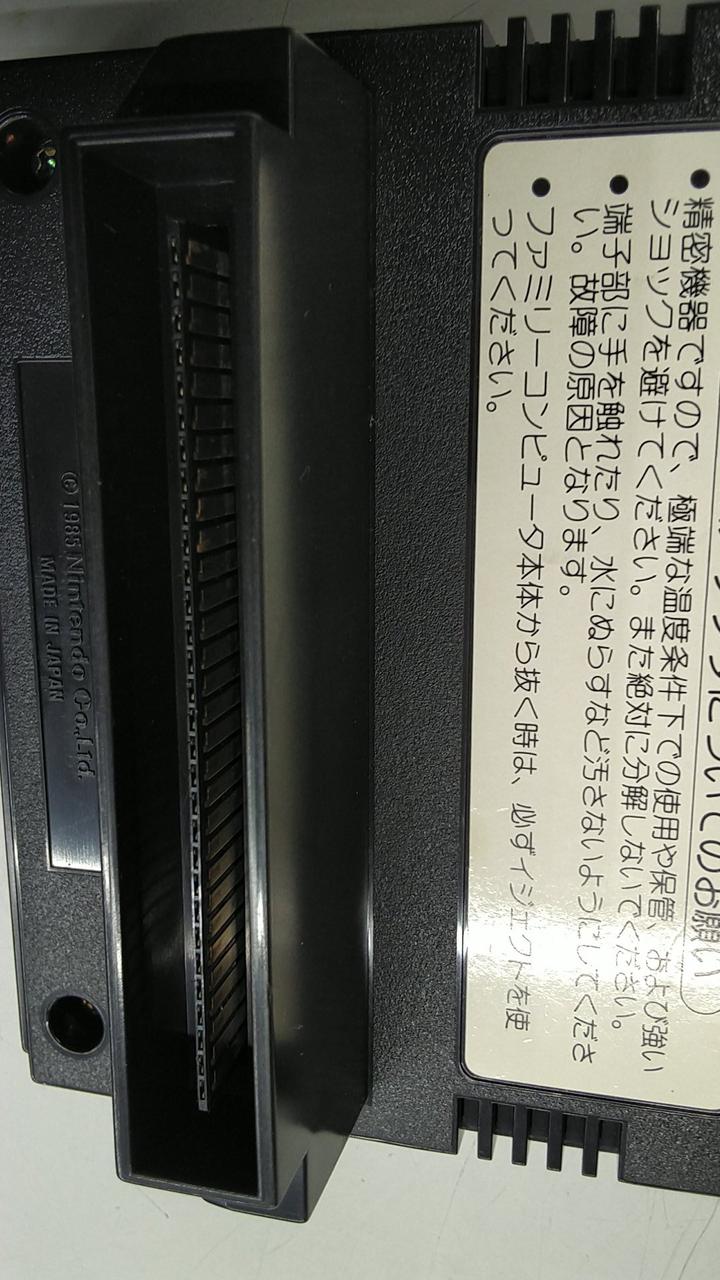 についてのお願い
● 精密機器ですので、極端な温度条件下での使用や保管、および強い
ショックを避けてください。また絶対に分解しないでください。
● 端子部に手を触れたり、水にぬらすなど汚さないようにしてくださ
い。故障の原因となります。
● ファミリーコンピュータ本体から抜く時は、必ずイジェクトを使
ってください。
© 1985 Nintendo Co.,Ltd.
MADE IN JAPAN